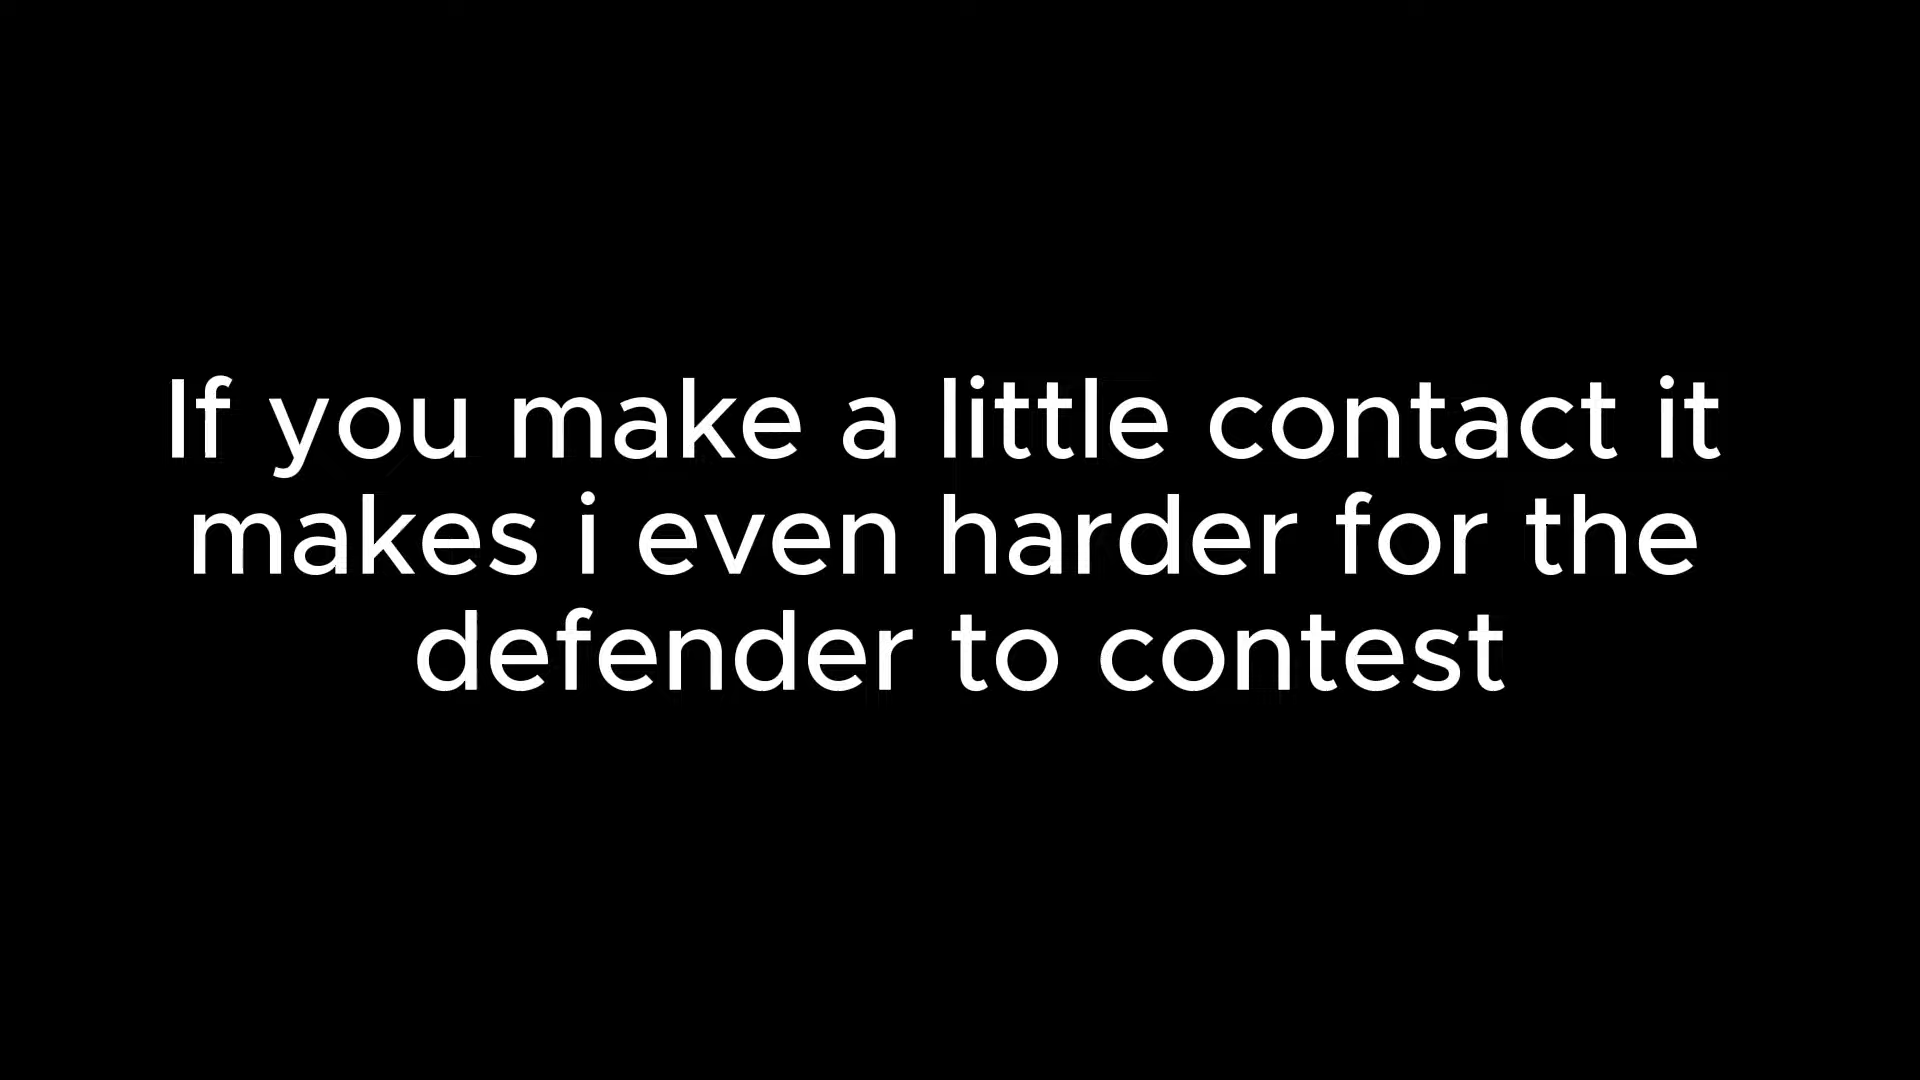 If you make a little contact it
makes i even harder for the
defender to contest